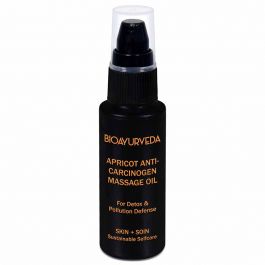 BIOAYURVEDA
APRICOT ANTI-
CARCINOGEN
MASSAGE OIL
For Detox &
Pollution Defense
SKIN + SOIN
Sustainable Selfcare